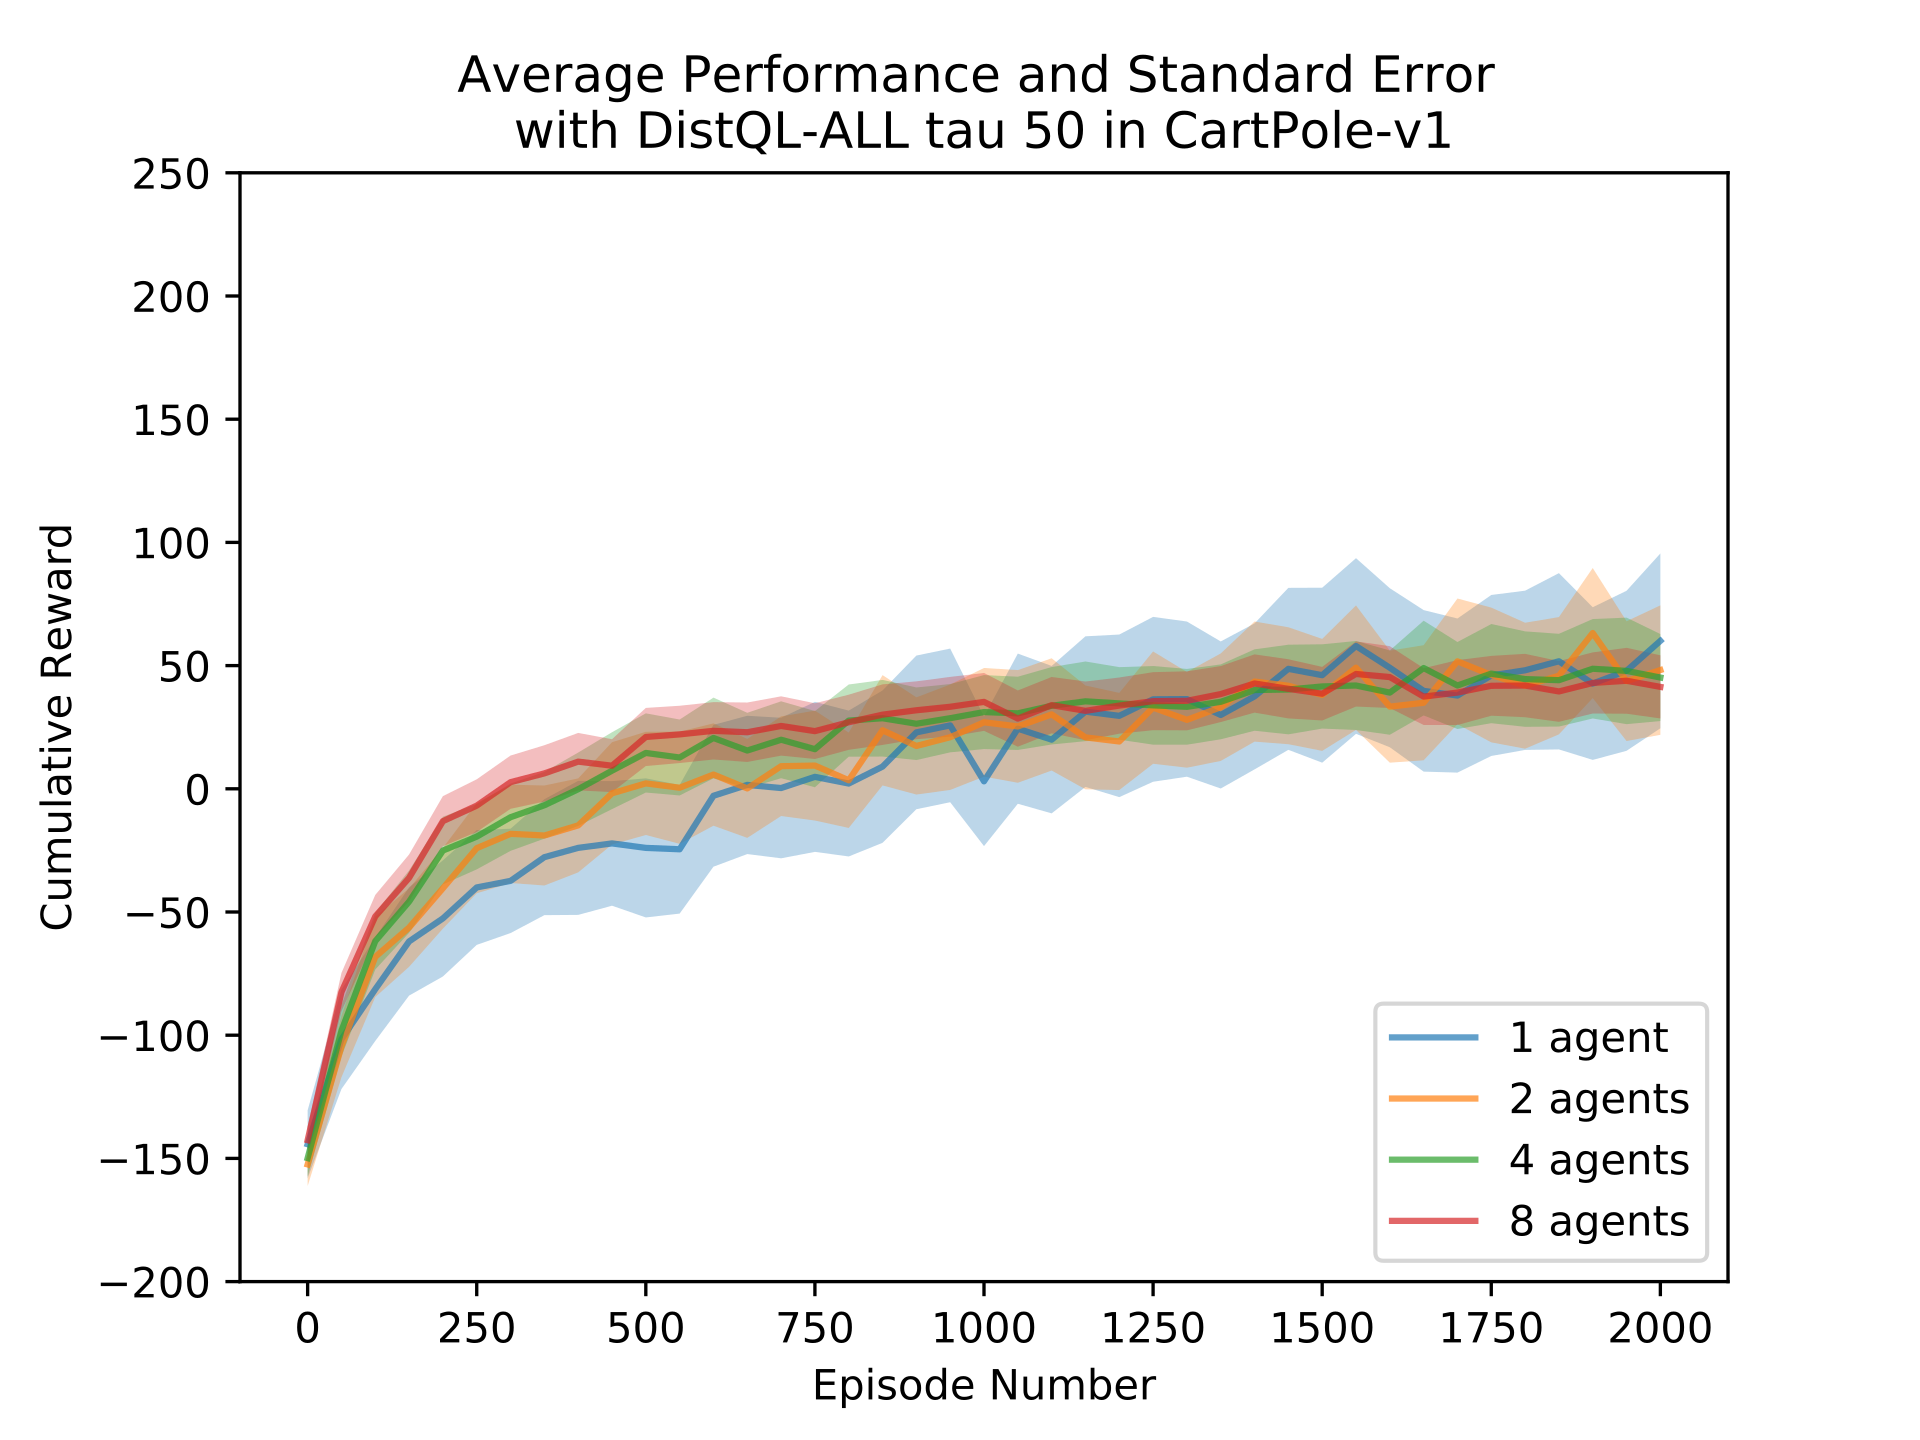 Average Performance and Standard Error
with DistQL-ALL tau 50 in CartPole-v1
250
200
150
100
50
0
−50
−100
−150
−200
Cumulative Reward
1 agent
2 agents
4 agents
8 agents
0 250 500 750 1000 1250 1500 1750 2000
Episode Number